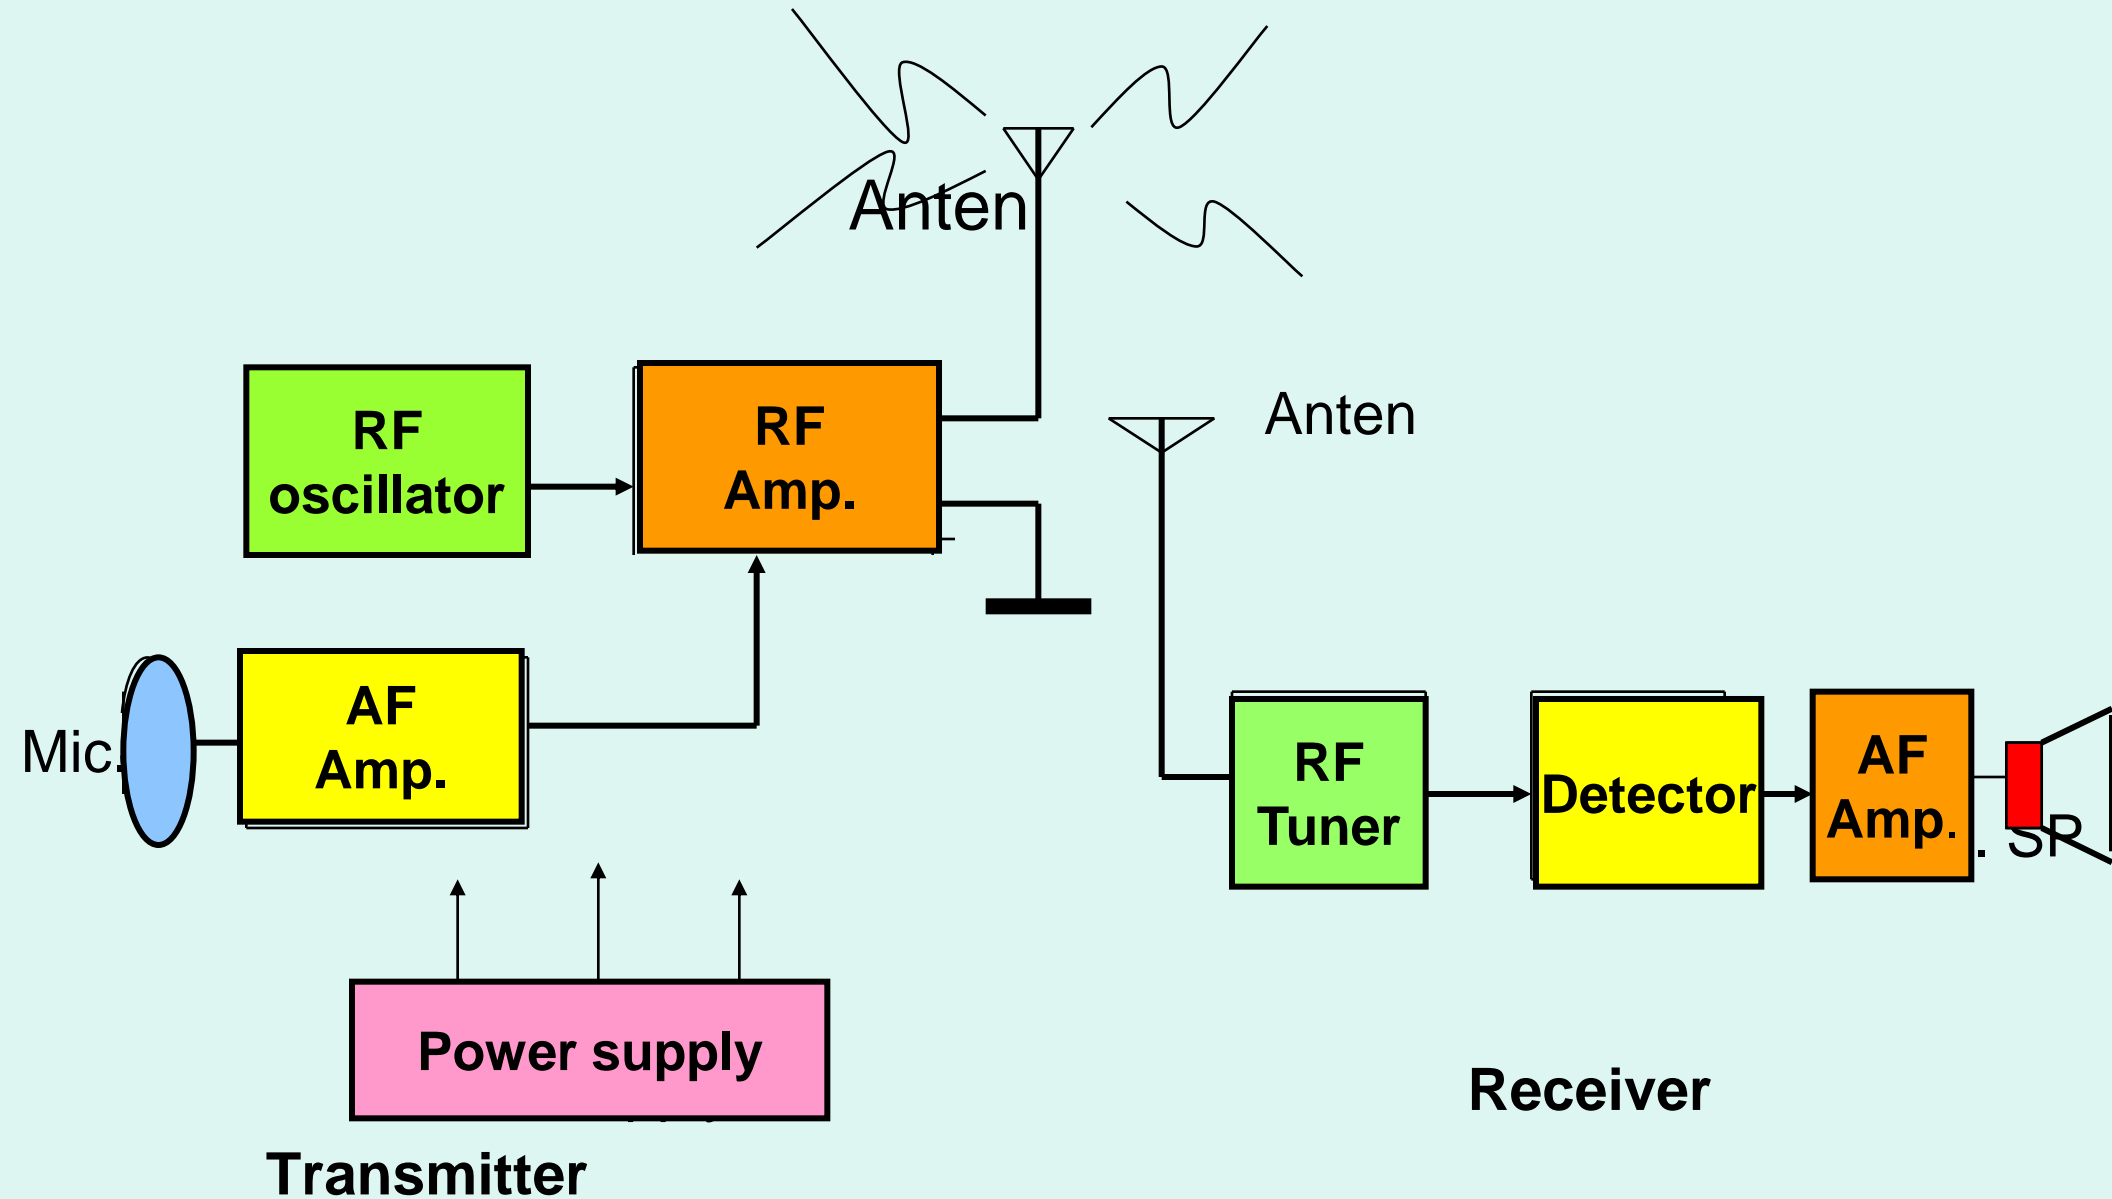 Anten
RF
oscillator
RF
Amp.
Anten
Mic.
AF
Amp.
RF
Tuner
Detector
AF
Amp.
. SP
Power supply
Receiver
Transmitter